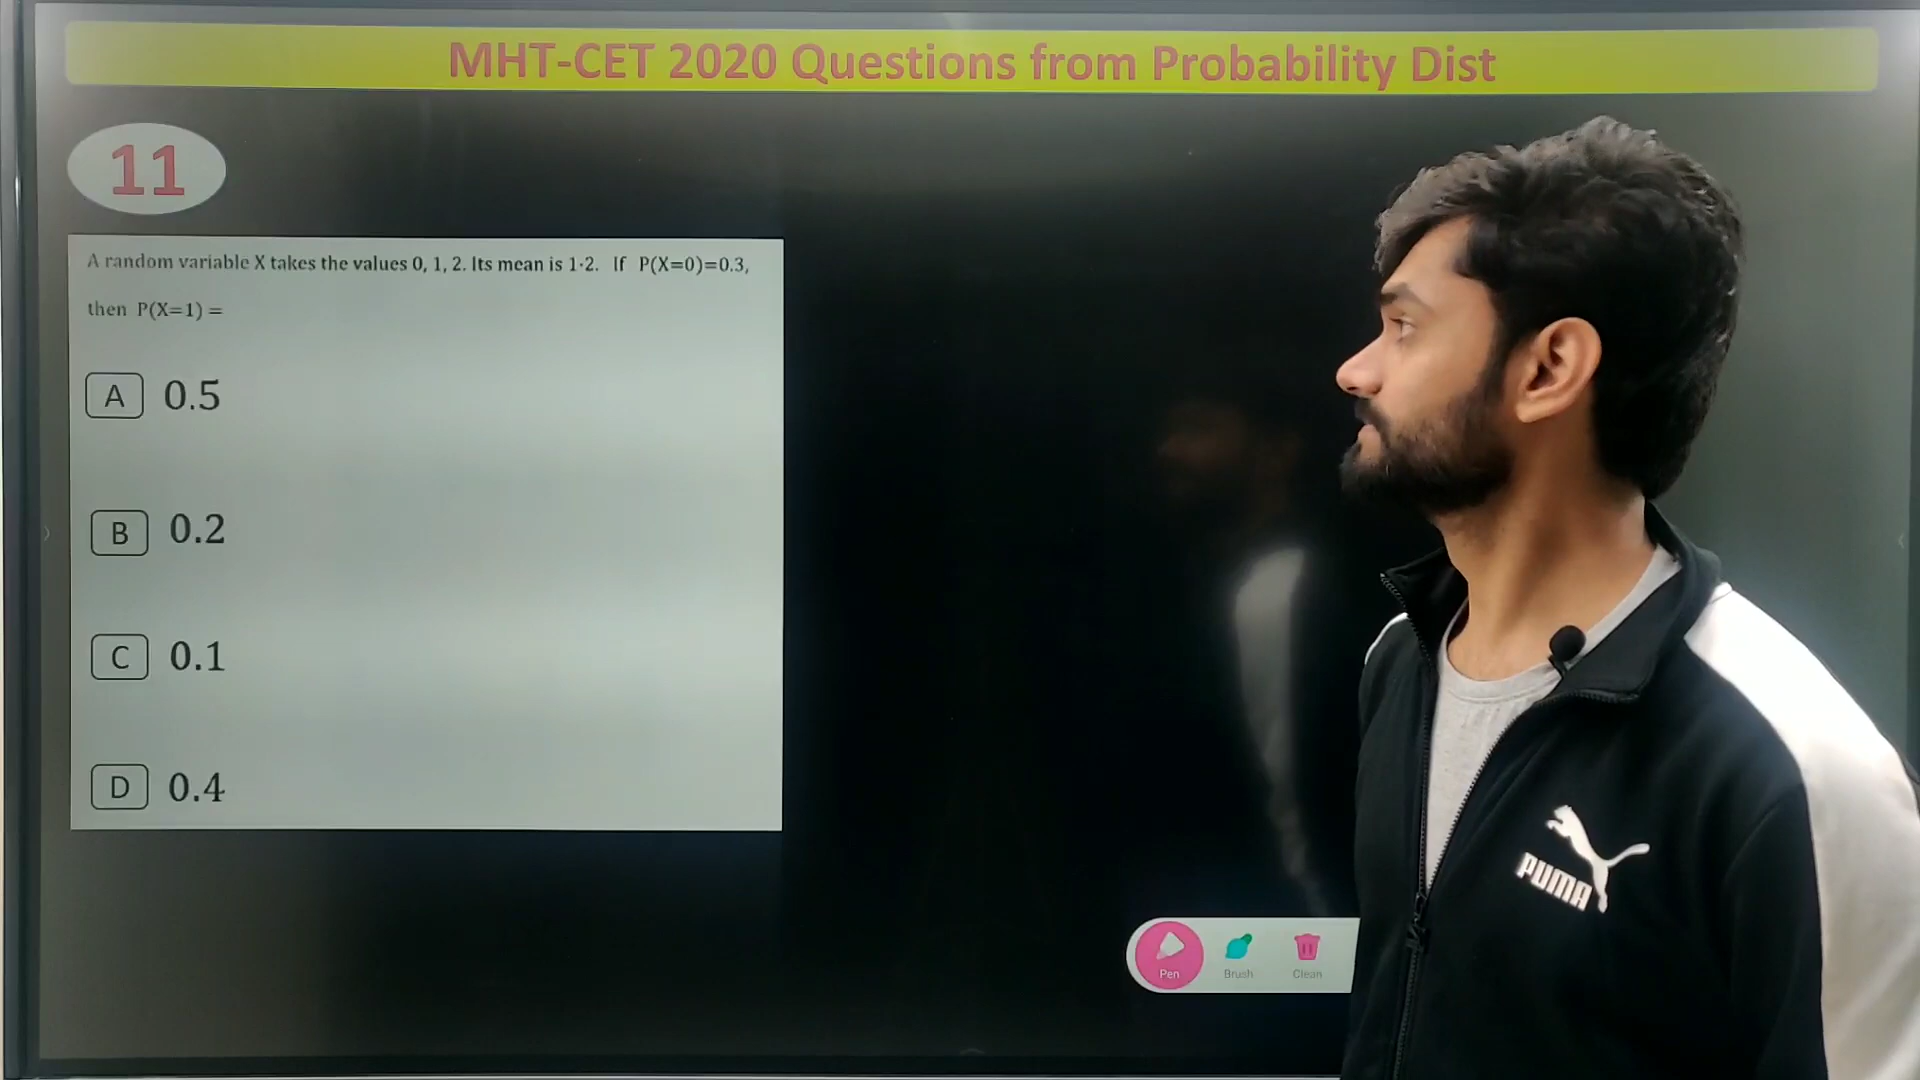 MHT-CET 2020 Questions from Probability Dist
11
A random variable X takes the values 0, 1, 2. Its mean is 1·2. If P(X=0)=0.3,
then P(X=1) =
A 0.5
B 0.2
C 0.1
D 0.4
Pen Brush Clean
PUMA